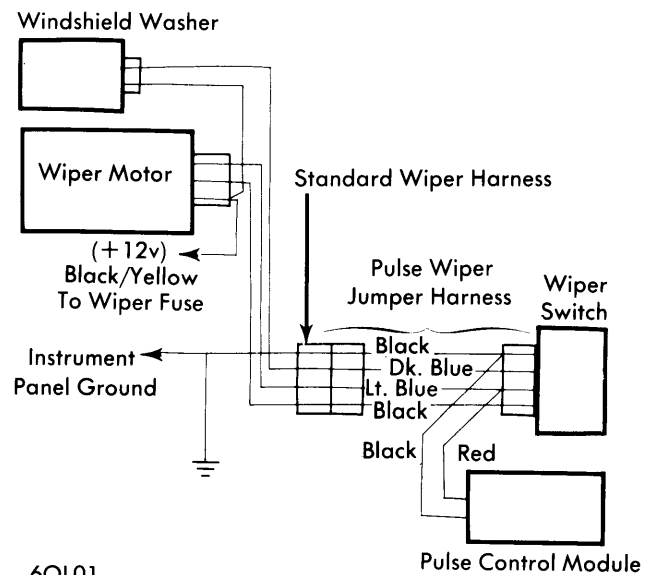 Windshield Washer
Wiper Motor
Standard Wiper Harness
(+12v)
Black/Yellow
To Wiper Fuse
Pulse Wiper
Jumper Harness
Wiper
Switch
Instrument
Panel Ground
Black
Dk. Blue
Lt. Blue
Black
Black
Red
Pulse Control Module